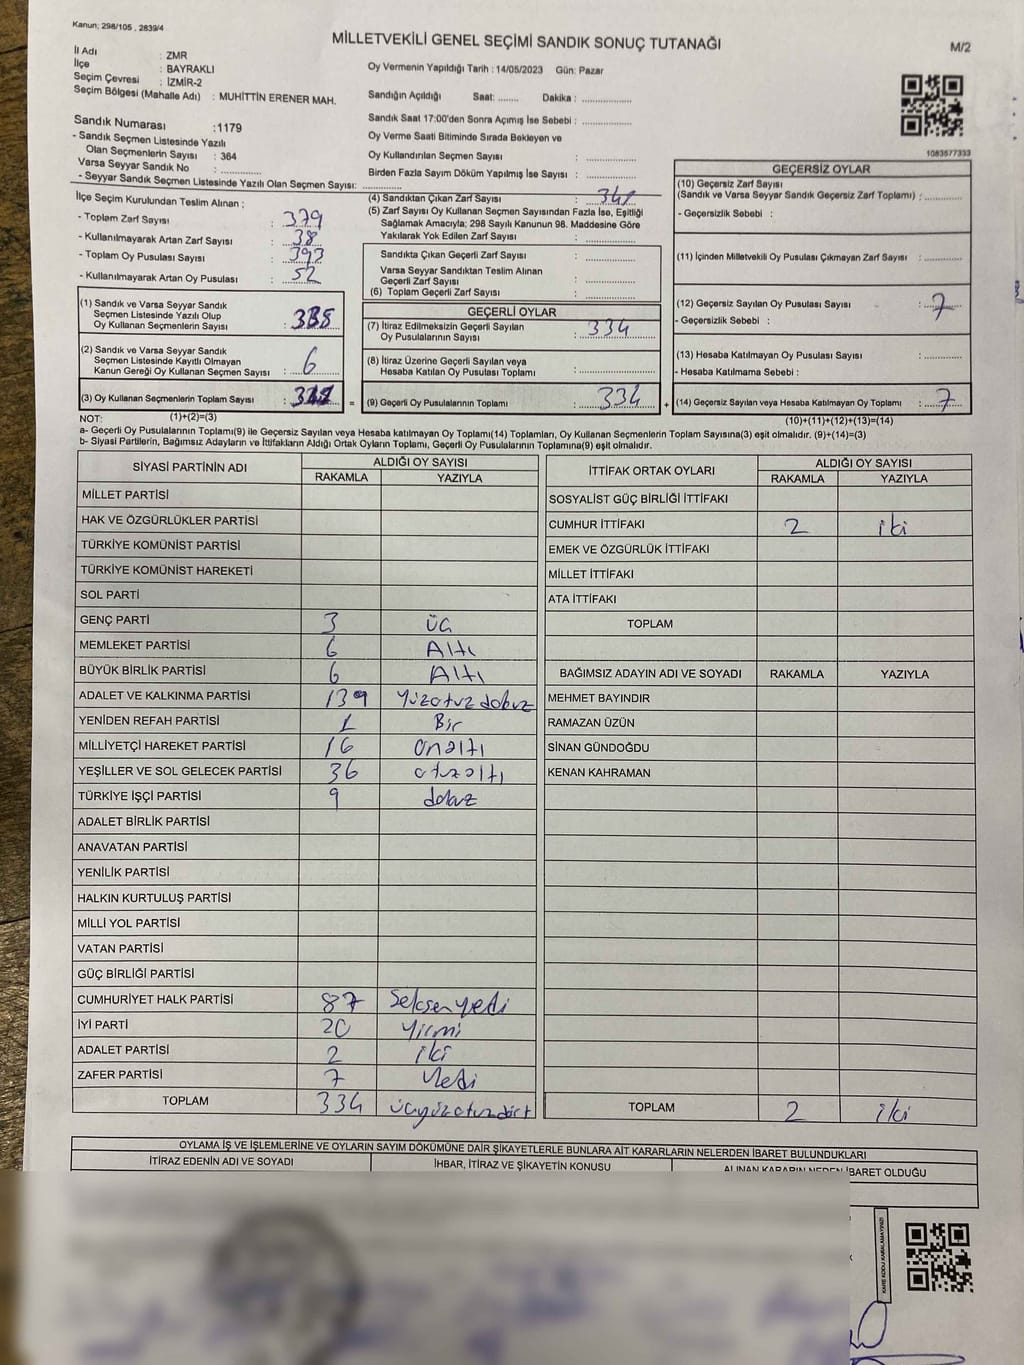 Kanun; 298/105 , 2839/4
MİLLETVEKİLİ GENEL SEÇİMİ SANDIK SONUÇ TUTANAĞI
M/2
İl Adı : ZMR
İlçe : BAYRAKLI
Seçim Çevresi : İZMİR-2
Seçim Bölgesi (Mahalle Adı) : MUHİTTİN ERENER MAH.
Oy Vermenin Yapıldığı Tarih : 14/05/2023 Gün: Pazar
Sandığın Açıldığı Saat: ........ Dakika : ..................
Sandık Saat 17:00'den Sonra Açımış İse Sebebi : ..................
Oy Verme Saati Bitiminde Sırada Bekleyen ve
Oy Kullandırılan Seçmen Sayısı : ..................
Birden Fazla Sayım Döküm Yapılmış İse Sayısı : ..................
1083577333
Sandık Numarası :1179
- Sandık Seçmen Listesinde Yazılı
Olan Seçmenlerin Sayısı : 364
Varsa Seyyar Sandık No : ..................
- Seyyar Sandık Seçmen Listesinde Yazılı Olan Seçmen Sayısı: ..................
İlçe Seçim Kurulundan Teslim Alınan ;
- Toplam Zarf Sayısı : 379
- Kullanılmayarak Artan Zarf Sayısı : 38
- Toplam Oy Pusulası Sayısı : 393
- Kullanılmayarak Artan Oy Pusulası : 52
(1) Sandık ve Varsa Seyyar Sandık
Seçmen Listesinde Yazılı Olup
Oy Kullanan Seçmenlerin Sayısı : 335
(2) Sandık ve Varsa Seyyar Sandık
Seçmen Listesinde Kayıtlı Olmayan
Kanun Gereği Oy Kullanan Seçmen Sayısı : 6
(3) Oy Kullanan Seçmenlerin Toplam Sayısı : 341
(1)+(2)=(3)
(4) Sandıktan Çıkan Zarf Sayısı : 341
(5) Zarf Sayısı Oy Kullanan Seçmen Sayısından Fazla İse, Eşitliği
Sağlamak Amacıyla; 298 Sayılı Kanunun 98. Maddesine Göre
Yakılarak Yok Edilen Zarf Sayısı : ..................
Sandıkta Çıkan Geçerli Zarf Sayısı : ..................
Varsa Seyyar Sandıktan Teslim Alınan
Geçerli Zarf Sayısı : ..................
(6) Toplam Geçerli Zarf Sayısı : ..................
GEÇERLİ OYLAR
(7) İtiraz Edilmeksizin Geçerli Sayılan
Oy Pusulalarının Sayısı : 334
(8) İtiraz Üzerine Geçerli Sayılan veya
Hesaba Katılan Oy Pusulası Toplamı : ..................
= (9) Geçerli Oy Pusulalarının Toplamı : 334
GEÇERSİZ OYLAR
(10) Geçersiz Zarf Sayısı
(Sandık ve Varsa Seyyar Sandık Geçersiz Zarf Toplamı) : ..................
- Geçersizlik Sebebi :
(11) İçinden Milletvekili Oy Pusulası Çıkmayan Zarf Sayısı : ..................
(12) Geçersiz Sayılan Oy Pusulası Sayısı : 7
- Geçersizlik Sebebi :
(13) Hesaba Katılmayan Oy Pusulası Sayısı : ..................
- Hesaba Katılmama Sebebi :
+ (14) Geçersiz Sayılan veya Hesaba Katılmayan Oy Toplamı : 7
(10)+(11)+(12)+(13)=(14)
NOT:
a- Geçerli Oy Pusulalarının Toplamı(9) ile Geçersiz Sayılan veya Hesaba katılmayan Oy Toplamı(14) Toplamları, Oy Kullanan Seçmenlerin Toplam Sayısına(3) eşit olmalıdır. (9)+(14)=(3)
b- Siyasi Partilerin, Bağımsız Adayların ve İttifakların Aldığı Ortak Oyların Toplamı, Geçerli Oy Pusulalarının Toplamına(9) eşit olmalıdır.
SİYASİ PARTİNİN ADI ALDIĞI OY SAYISI
RAKAMLA YAZIYLA
MİLLET PARTİSİ
HAK VE ÖZGÜRLÜKLER PARTİSİ
TÜRKİYE KOMÜNİST PARTİSİ
TÜRKİYE KOMÜNİST HAREKETİ
SOL PARTİ
GENÇ PARTİ 3 üç
MEMLEKET PARTİSİ 6 Altı
BÜYÜK BİRLİK PARTİSİ 6 Altı
ADALET VE KALKINMA PARTİSİ 139 Yüzotuzdokuz
YENİDEN REFAH PARTİSİ 1 Bir
MİLLİYETÇİ HAREKET PARTİSİ 16 onaltı
YEŞİLLER VE SOL GELECEK PARTİSİ 36 otuzaltı
TÜRKİYE İŞÇİ PARTİSİ 9 dokuz
ADALET BİRLİK PARTİSİ
ANAVATAN PARTİSİ
YENİLİK PARTİSİ
HALKIN KURTULUŞ PARTİSİ
MİLLİ YOL PARTİSİ
VATAN PARTİSİ
GÜÇ BİRLİĞİ PARTİSİ
CUMHURİYET HALK PARTİSİ 87 Seksenyedi
İYİ PARTİ 20 Yirmi
ADALET PARTİSİ 2 iki
ZAFER PARTİSİ 7 Yedi
TOPLAM 334 üçyüzotuzdört
İTTİFAK ORTAK OYLARI ALDIĞI OY SAYISI
RAKAMLA YAZIYLA
SOSYALİST GÜÇ BİRLİĞİ İTTİFAKI
CUMHUR İTTİFAKI 2 iki
EMEK VE ÖZGÜRLÜK İTTİFAKI
MİLLET İTTİFAKI
ATA İTTİFAKI
TOPLAM
BAĞIMSIZ ADAYIN ADI VE SOYADI RAKAMLA YAZIYLA
MEHMET BAYINDIR
RAMAZAN ÜZÜN
SİNAN GÜNDOĞDU
KENAN KAHRAMAN
TOPLAM 2 iki
OYLAMA İŞ VE İŞLEMLERİNE VE OYLARIN SAYIM DÖKÜMÜNE DAİR ŞİKAYETLERLE BUNLARA AİT KARARLARIN NELERDEN İBARET BULUNDUKLARI
İTİRAZ EDENİN ADI VE SOYADI İHBAR, İTİRAZ VE ŞİKAYETİN KONUSU ALINAN KARARIN NEDEN İBARET OLDUĞU